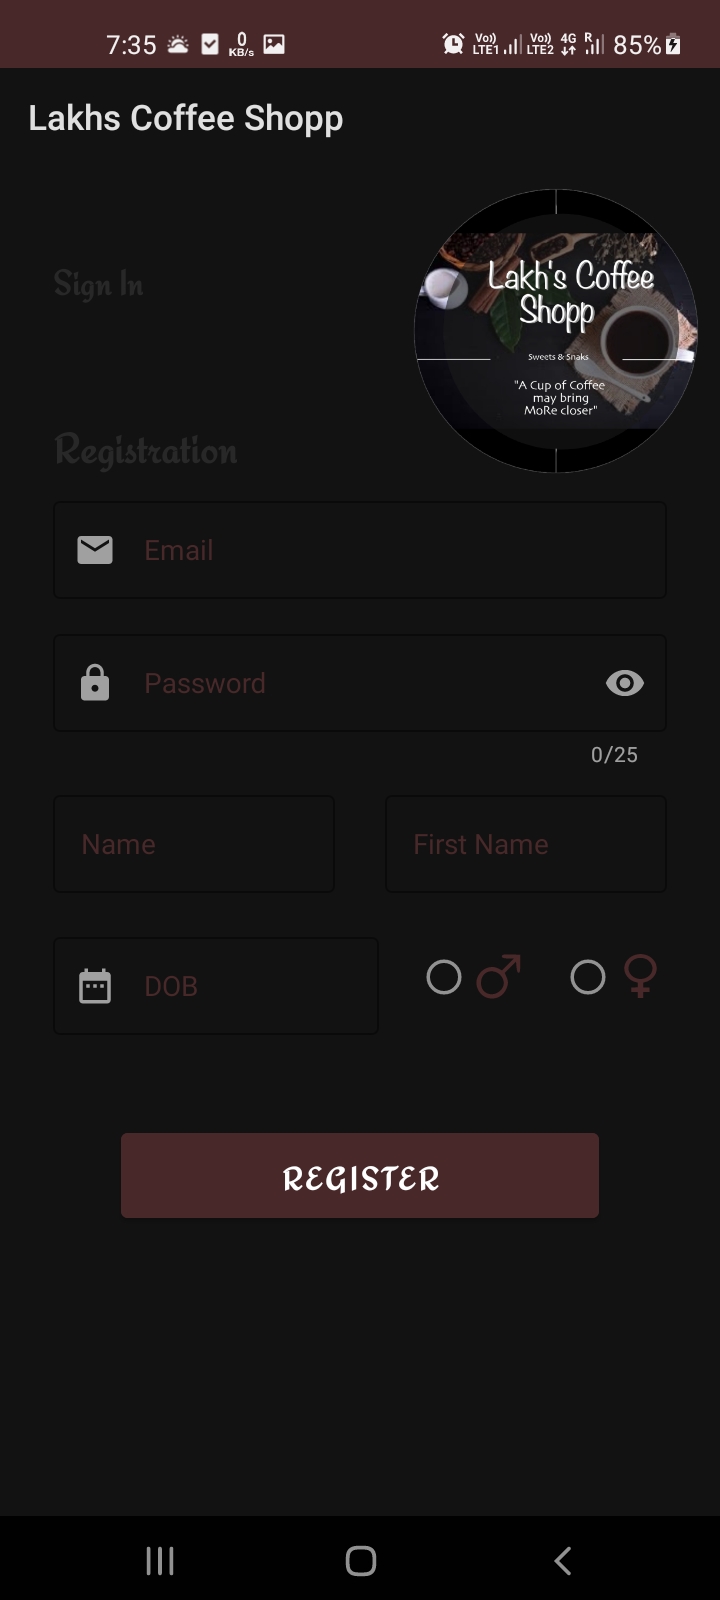 7:35 0 KB/s Vo)) LTE1 Vo)) LTE2 4G R 85%
Lakhs Coffee Shopp
Sign In
Lakh's Coffee
Shopp
Sweets & Snaks
"A Cup of Coffee
may bring
MoRe closer"
Registration
Email
Password
0/25
Name First Name
DOB
REGISTER